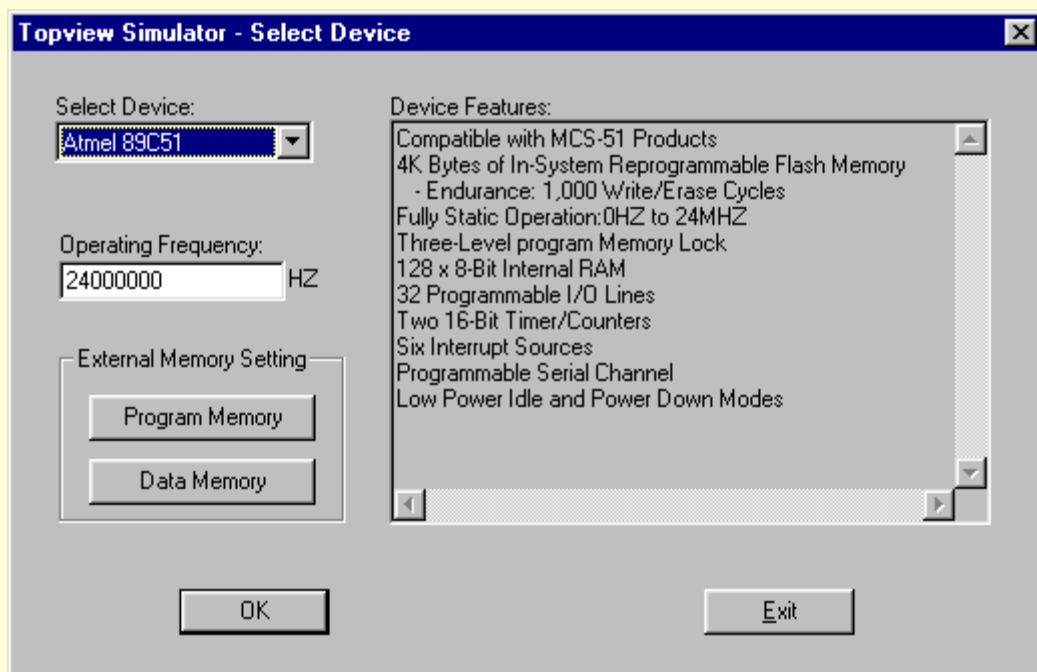 Topview Simulator - Select Device
Select Device:
Atmel 89C51
Operating Frequency:
24000000 HZ
External Memory Setting
Program Memory
Data Memory
Device Features:
Compatible with MCS-51 Products
4K Bytes of In-System Reprogrammable Flash Memory
- Endurance: 1,000 Write/Erase Cycles
Fully Static Operation:0HZ to 24MHZ
Three-Level program Memory Lock
128 x 8-Bit Internal RAM
32 Programmable I/O Lines
Two 16-Bit Timer/Counters
Six Interrupt Sources
Programmable Serial Channel
Low Power Idle and Power Down Modes
OK
Exit